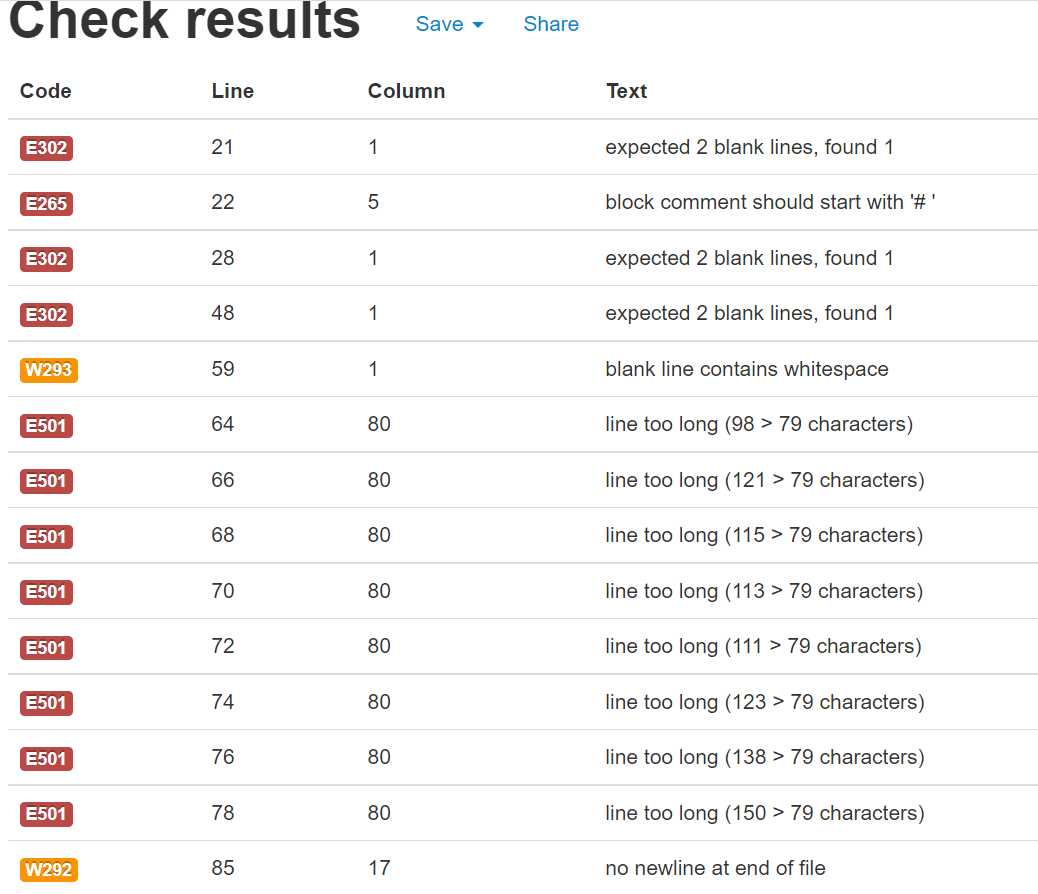 Check results Save Share
Code Line Column Text
E302 21 1 expected 2 blank lines, found 1
E265 22 5 block comment should start with '# '
E302 28 1 expected 2 blank lines, found 1
E302 48 1 expected 2 blank lines, found 1
W293 59 1 blank line contains whitespace
E501 64 80 line too long (98 > 79 characters)
E501 66 80 line too long (121 > 79 characters)
E501 68 80 line too long (115 > 79 characters)
E501 70 80 line too long (113 > 79 characters)
E501 72 80 line too long (111 > 79 characters)
E501 74 80 line too long (123 > 79 characters)
E501 76 80 line too long (138 > 79 characters)
E501 78 80 line too long (150 > 79 characters)
W292 85 17 no newline at end of file